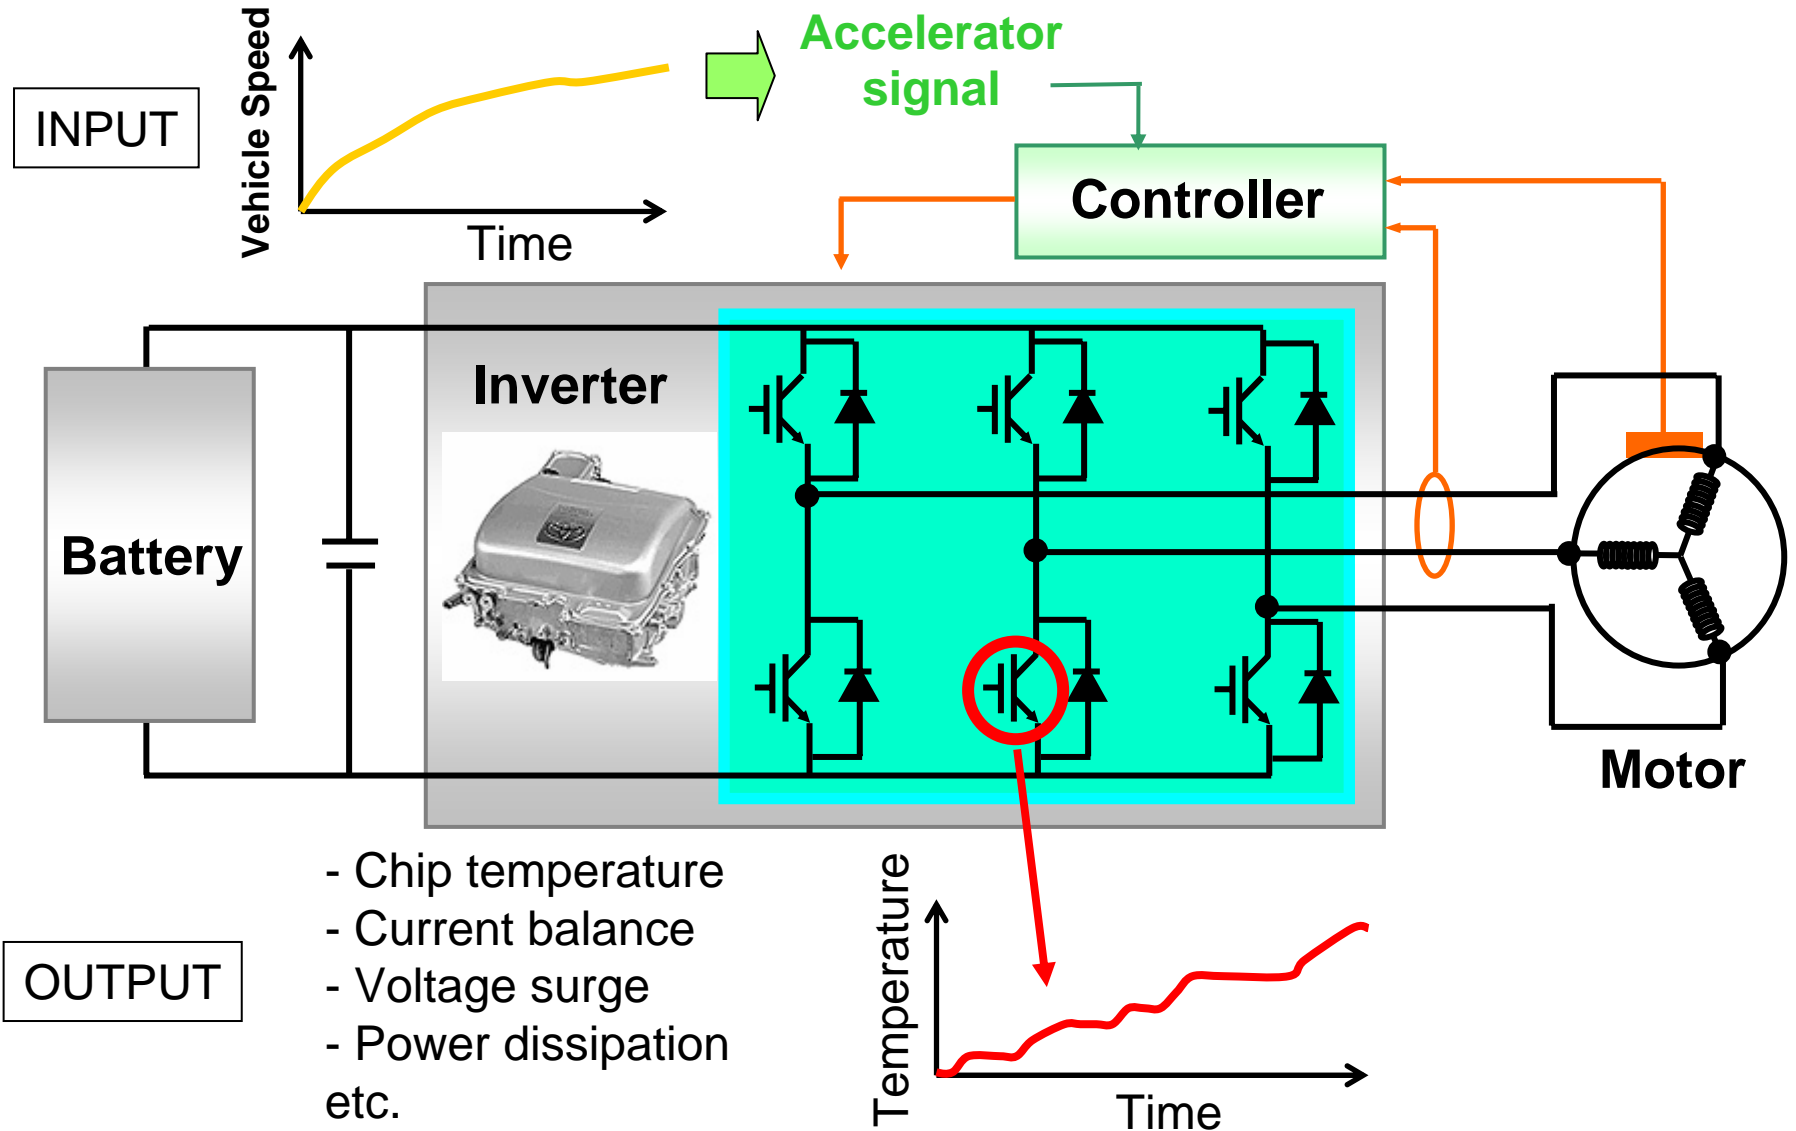 Accelerator
signal
Vehicle Speed
INPUT
Time
Controller
Inverter
Battery
Motor
- Chip temperature
- Current balance
- Voltage surge
- Power dissipation
etc.
OUTPUT
Temperature
Time